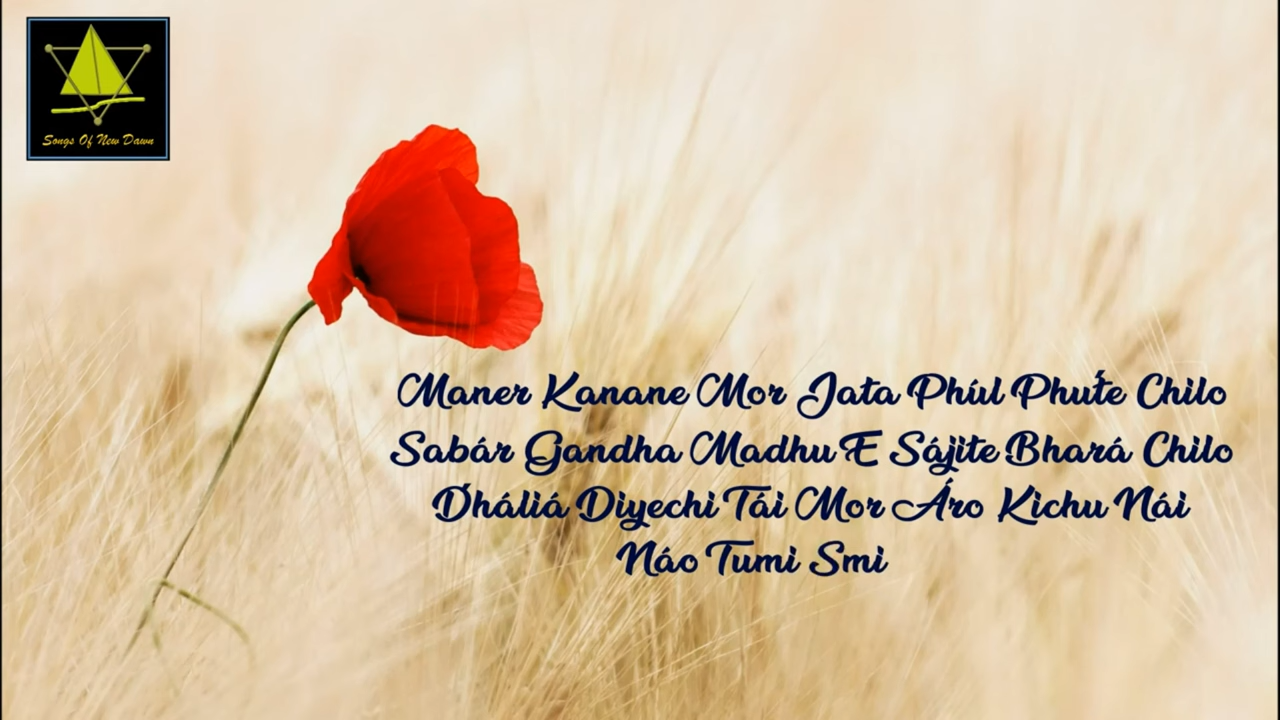 Songs Of New Dawn
Maner Kanane Mor Jata Phúl Phuťe Chilo
Sabár Gandha Madhu E Sájite Bhará Chilo
Д́háliá Diyechi Tái Mor Áro Kichu Nái
Náo Tumi Smi